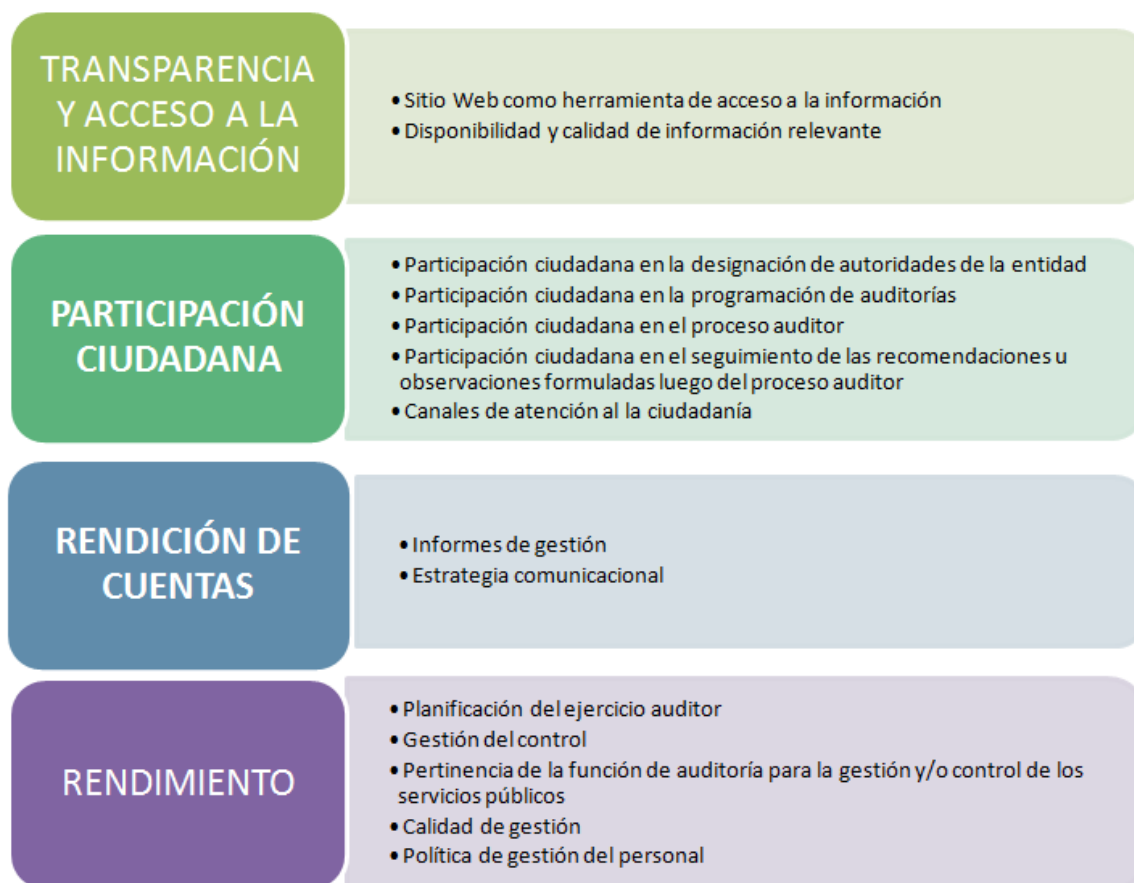 TRANSPARENCIA
Y ACCESO A LA
INFORMACIÓN
• Sitio Web como herramienta de acceso a la información
• Disponibilidad y calidad de información relevante
PARTICIPACIÓN
CIUDADANA
• Participación ciudadana en la designación de autoridades de la entidad
• Participación ciudadana en la programación de auditorías
• Participación ciudadana en el proceso auditor
• Participación ciudadana en el seguimiento de las recomendaciones u
observaciones formuladas luego del proceso auditor
• Canales de atención al la ciudadanía
RENDICIÓN DE
CUENTAS
• Informes de gestión
• Estrategia comunicacional
RENDIMIENTO
• Planificación del ejercicio auditor
• Gestión del control
• Pertinencia de la función de auditoría para la gestión y/o control de los
servicios públicos
• Calidad de gestión
• Política de gestión del personal